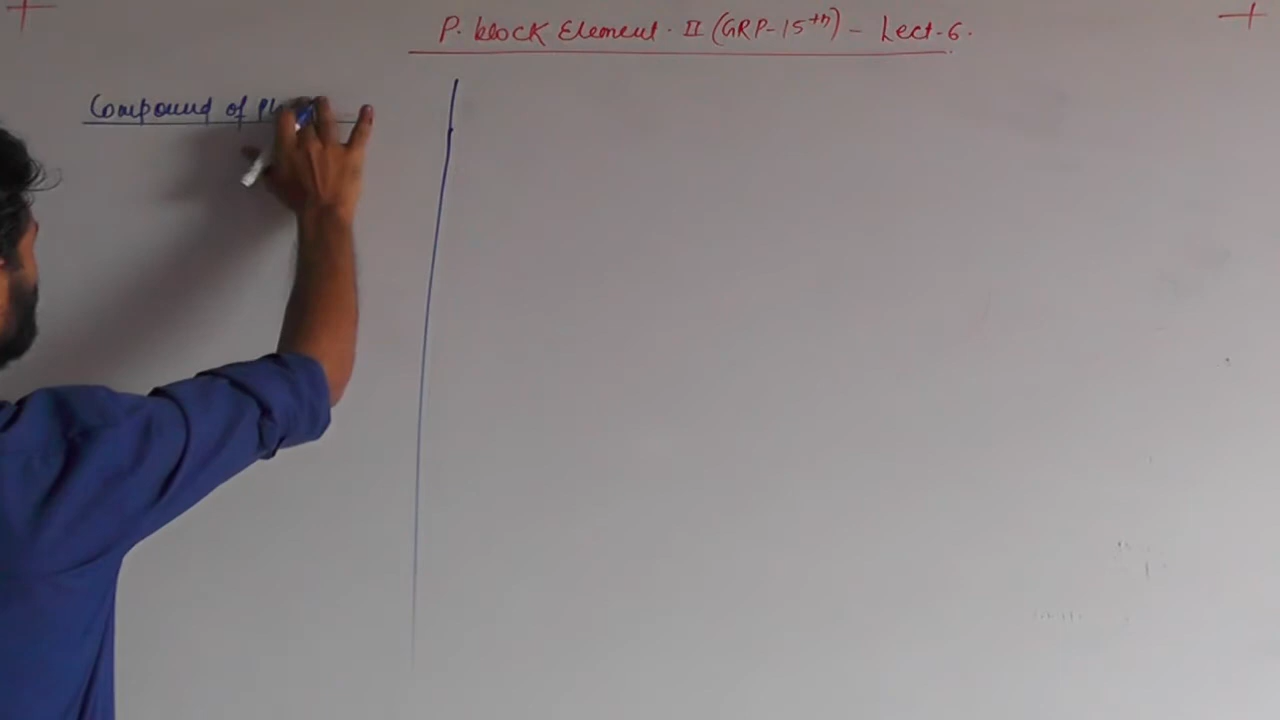 P. block Element. II (GRP-15th) - Lect-6.
Compound of